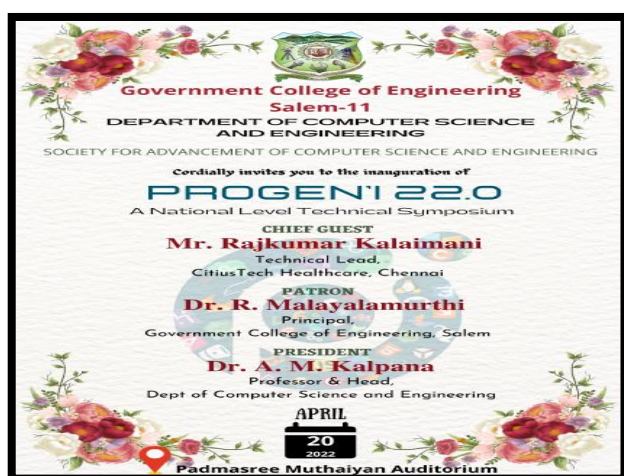 Government College of Engineering
Salem-11
DEPARTMENT OF COMPUTER SCIENCE
AND ENGINEERING
SOCIETY FOR ADVANCEMENT OF COMPUTER SCIENCE AND ENGINEERING
Cordially invites you to the inauguration of
PROGEN'I 22.0
A National Level Technical Symposium
CHIEF GUEST
Mr. Rajkumar Kalaimani
Technical Lead,
CitiusTech Healthcare, Chennai
PATRON
Dr. R. Malayalamurthi
Principal,
Government College of Engineering, Salem
PRESIDENT
Dr. A. M. Kalpana
Professor & Head,
Dept of Computer Science and Engineering
APRIL
20
2022
Padmasree Muthaiyan Auditorium